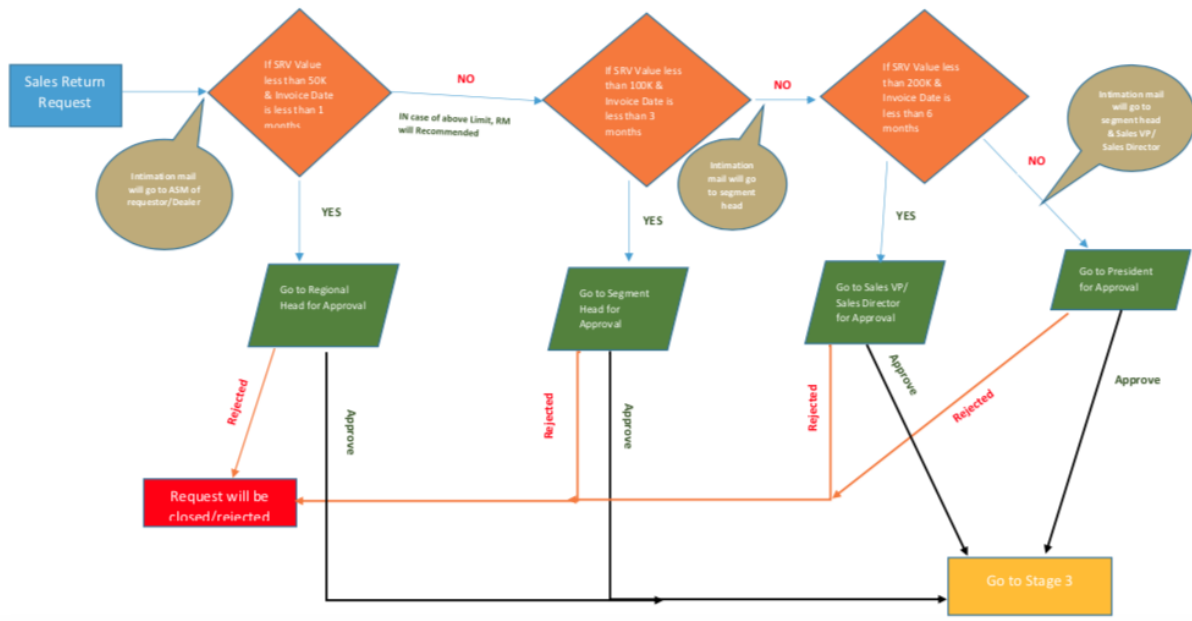 Sales Return
Request
If SRV Value
less than 50K
& Invoice Date
is less than 1
months
Intimation mail
will go to ASM of
requestor/Dealer
NO
IN case of above Limit, RM
will Recommended
If SRV Value less
than 100K &
Invoice Date is
less than 3
months
NO
Intimation
mail will go
to segment
head
If SRV Value less
than 200K &
Invoice Date is
less than 6
months
Intimation mail
will go to
segment head
& Sales VP/
Sales Director
NO
YES
YES
YES
Go to Regional
Head for Approval
Go to Segment
Head for
Approval
Go to Sales VP/
Sales Director
for Approval
Go to President
for Approval
Rejected
Approve
Rejected
Approve
Rejected
Approve
Rejected
Approve
Request will be
closed/rejected
Go to Stage 3